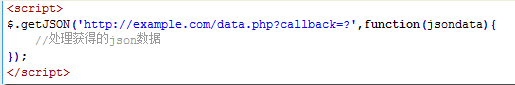 <script>
$.getJSON('http://example.com/data.php?callback=?',function(jsondata){
//处理获得的json数据
});
</script>